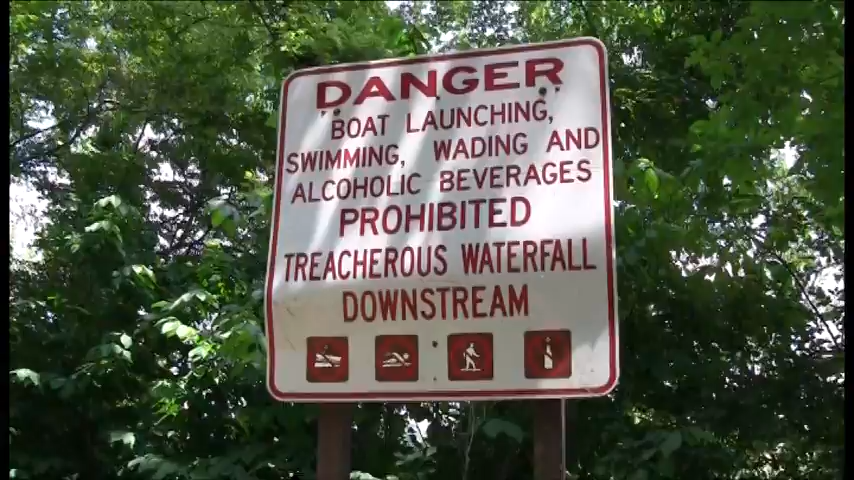 DANGER
BOAT LAUNCHING,
SWIMMING, WADING AND
ALCOHOLIC BEVERAGES
PROHIBITED
TREACHEROUS WATERFALL
DOWNSTREAM